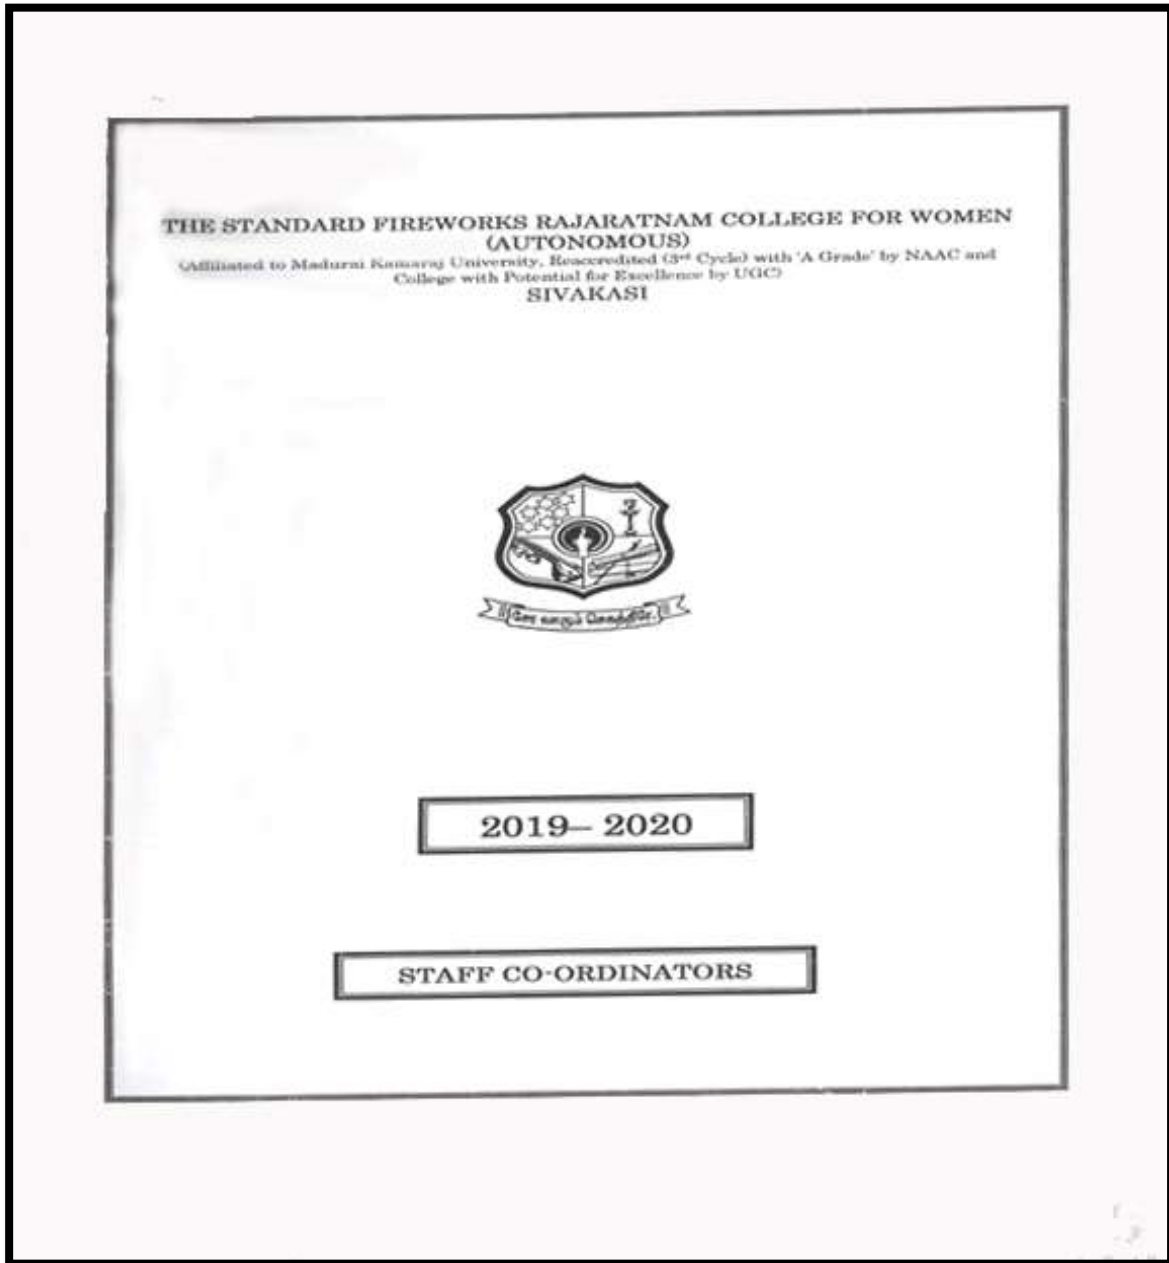 THE STANDARD FIREWORKS RAJARATNAM COLLEGE FOR WOMEN
(AUTONOMOUS)
(Affiliated to Madurai Kamaraj University, Reaccredited (3rd Cycle) with 'A Grade' by NAAC and
College with Potential for Excellence by UGC)
SIVAKASI
சேர வாரும் செகத்தீரே.
2019– 2020
STAFF CO-ORDINATORS